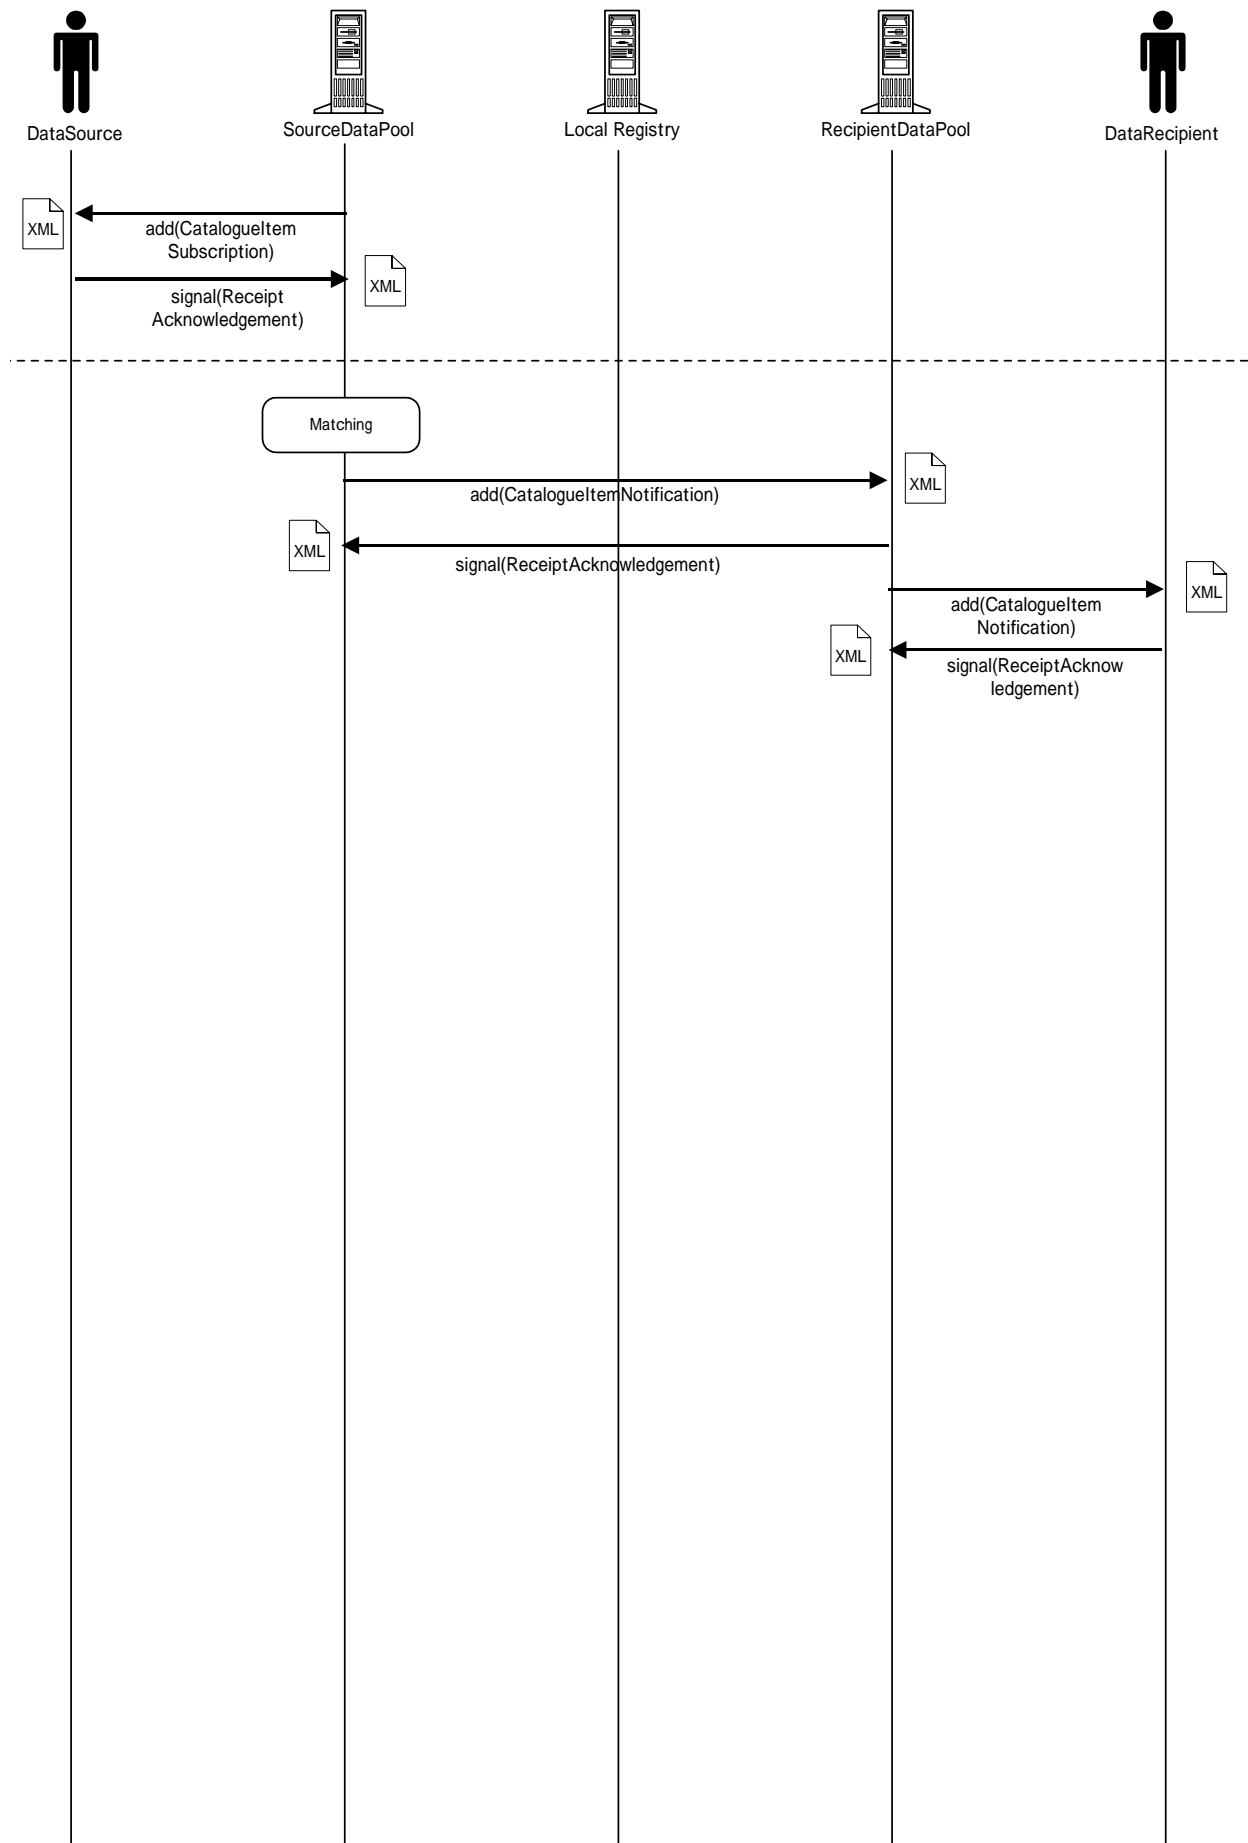 DataSource
SourceDataPool
Local Registry
RecipientDataPool
DataRecipient
XML
add(CatalogueItem
Subscription)
XML
signal(Receipt
Acknowledgement)
Matching
XML
add(CatalogueItemNotification)
XML
signal(ReceiptAcknowledgement)
XML
add(CatalogueItem
Notification)
XML
signal(ReceiptAcknow
ledgement)